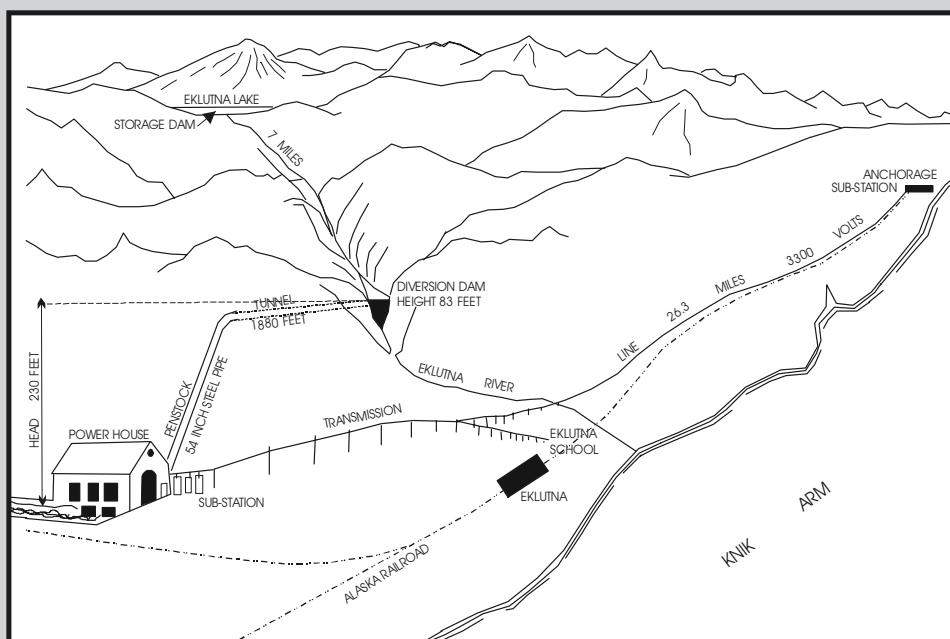 EKLUTNA LAKE
STORAGE DAM
7 MILES
ANCHORAGE
SUB-STATION
DIVERSION DAM
HEIGHT 83 FEET
TUNNEL
1880 FEET
HEAD 230 FEET
PENSTOCK
54 INCH STEEL PIPE
POWER HOUSE
SUB-STATION
TRANSMISSION LINE 26.3 MILES 3300 VOLTS
EKLUTNA RIVER
EKLUTNA
SCHOOL
EKLUTNA
ALASKA RAILROAD
KNIK ARM